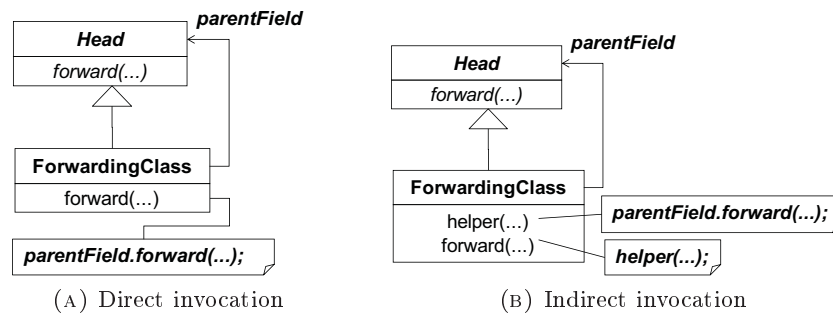 parentField
Head
forward(...)
ForwardingClass
forward(...)
parentField.forward(...);
(A) Direct invocation
parentField
Head
forward(...)
ForwardingClass
helper(...)
forward(...)
parentField.forward(...);
helper(...);
(B) Indirect invocation